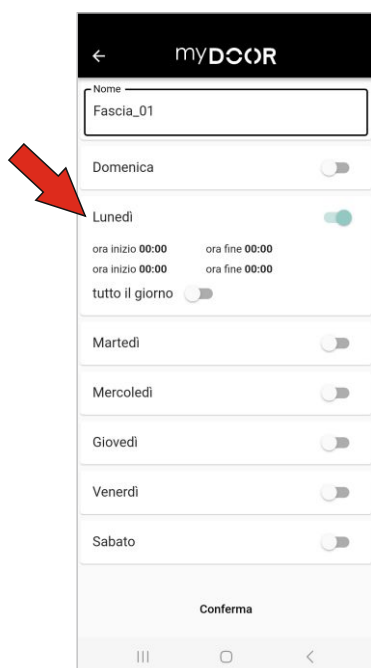 myDOOR
Nome
Fascia_01
Domenica
Lunedì
ora inizio 00:00 ora fine 00:00
ora inizio 00:00 ora fine 00:00
tutto il giorno
Martedì
Mercoledì
Giovedì
Venerdì
Sabato
Conferma